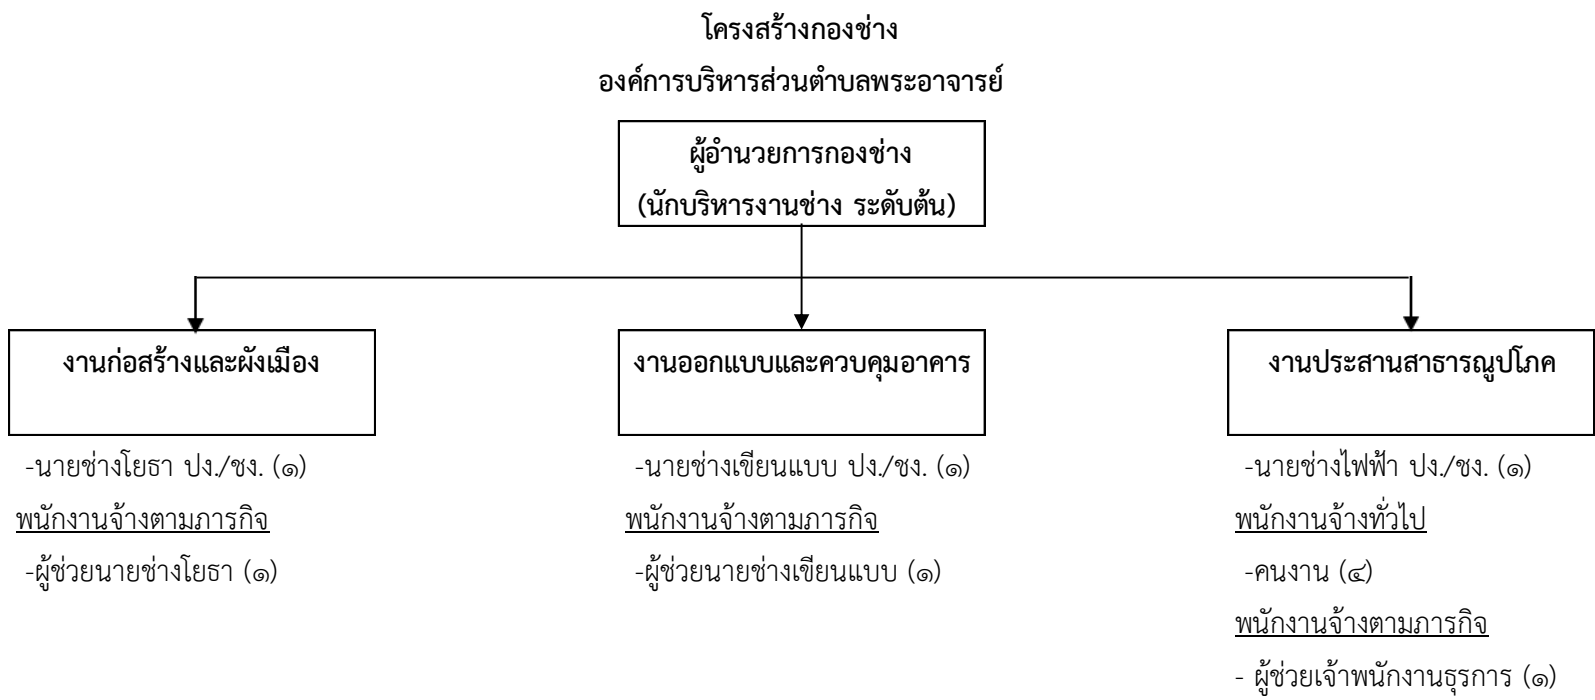 โครงสร้างกองช่าง
องค์การบริหารส่วนตำบลพระอาจารย์
ผู้อำนวยการกองช่าง
(นักบริหารงานช่าง ระดับต้น)
งานก่อสร้างและผังเมือง
-นายช่างโยธา ปง./ชง. (๑)
พนักงานจ้างตามภารกิจ
-ผู้ช่วยนายช่างโยธา (๑)
งานออกแบบและควบคุมอาคาร
-นายช่างเขียนแบบ ปง./ชง. (๑)
พนักงานจ้างตามภารกิจ
-ผู้ช่วยนายช่างเขียนแบบ (๑)
งานประสานสาธารณูปโภค
-นายช่างไฟฟ้า ปง./ชง. (๑)
พนักงานจ้างทั่วไป
-คนงาน (๔)
พนักงานจ้างตามภารกิจ
- ผู้ช่วยเจ้าพนักงานธุรการ (๑)